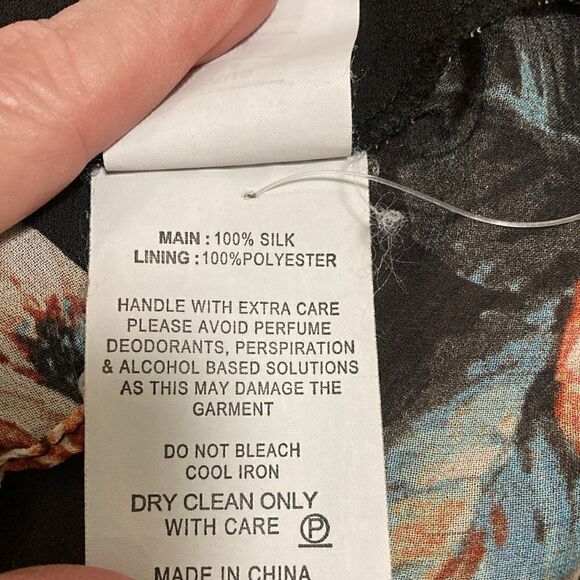 MAIN : 100% SILK
LINING : 100%POLYESTER
HANDLE WITH EXTRA CARE
PLEASE AVOID PERFUME
DEODORANTS, PERSPIRATION
& ALCOHOL BASED SOLUTIONS
AS THIS MAY DAMAGE THE
GARMENT
DO NOT BLEACH
COOL IRON
DRY CLEAN ONLY
WITH CARE P
MADE IN CHINA